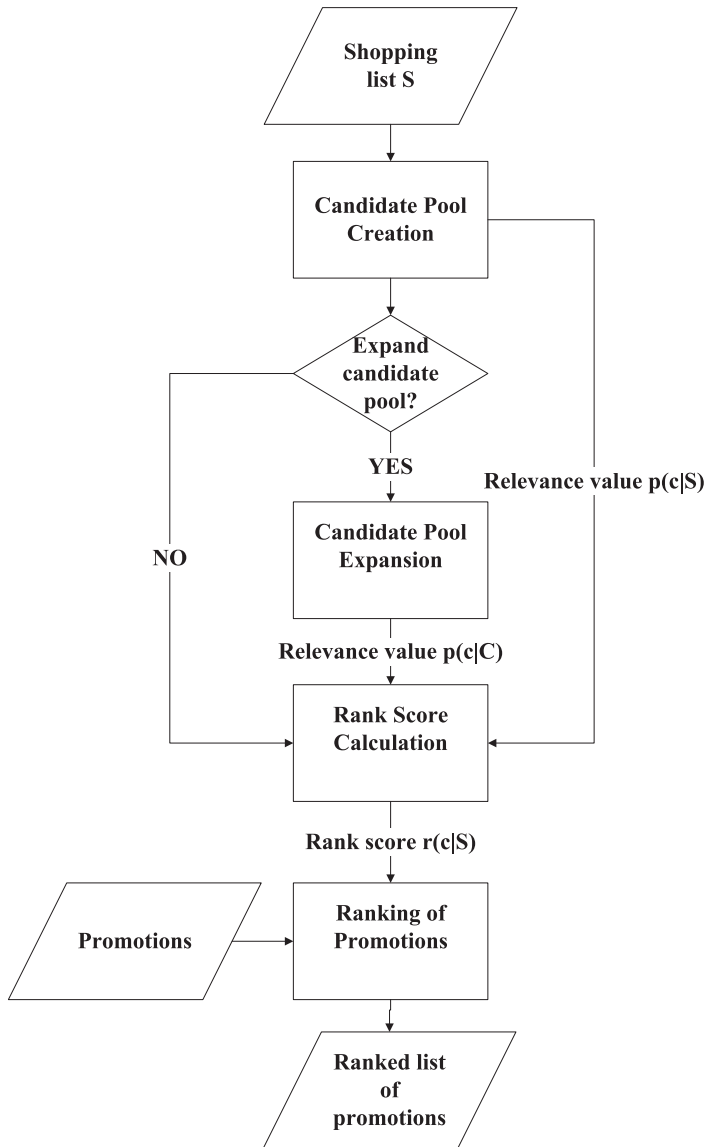 Shopping
list S
Candidate Pool
Creation
Expand
candidate
pool?
YES
Relevance value p(c|S)
Candidate Pool
Expansion
NO
Relevance value p(c|C)
Rank Score
Calculation
Rank score r(c|S)
Promotions
Ranking of
Promotions
Ranked list
of
promotions